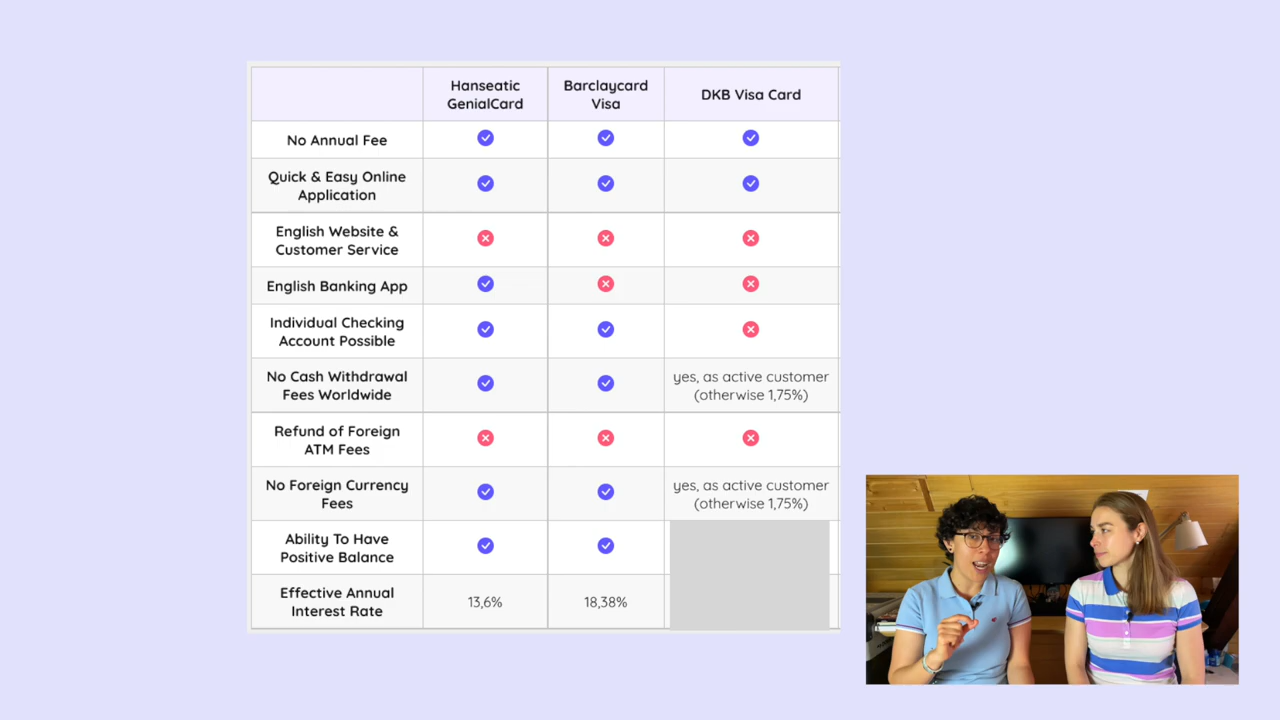 Hanseatic
GenialCard
Barclaycard
Visa
DKB Visa Card
No Annual Fee
Quick & Easy Online
Application
English Website &
Customer Service
English Banking App
Individual Checking
Account Possible
No Cash Withdrawal
Fees Worldwide
yes, as active customer
(otherwise 1,75%)
Refund of Foreign
ATM Fees
No Foreign Currency
Fees
yes, as active customer
(otherwise 1,75%)
Ability To Have
Positive Balance
Effective Annual
Interest Rate
13,6%
18,38%